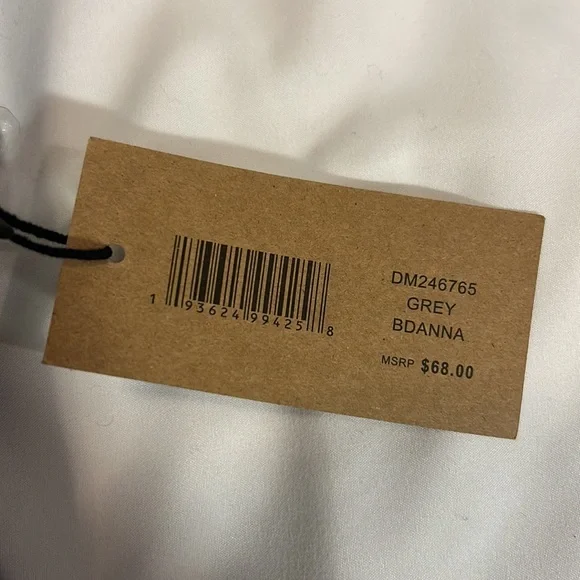 DM246765
GREY
BDANNA
MSRP $68.00
1 93624 99425 8